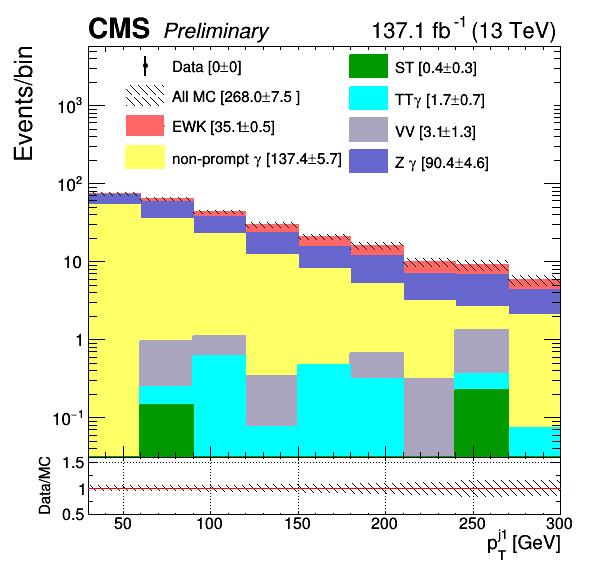 CMS Preliminary 137.1 fb⁻¹ (13 TeV)
Events/bin
Data [0±0]
All MC [268.0±7.5 ]
EWK [35.1±0.5]
non-prompt γ [137.4±5.7]
ST [0.4±0.3]
TTγ [1.7±0.7]
VV [3.1±1.3]
Z γ [90.4±4.6]
10³
10²
10
1
10⁻¹
Data/MC
1.5
1
0.5
50 100 150 200 250 300
p_T^j1 [GeV]